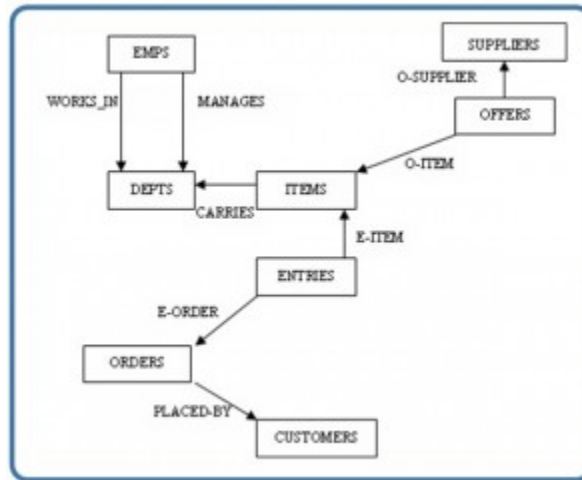 SUPPLIERS
EMPS
O-SUPPLIER
WORKS_IN
MANAGES
OFFERS
O-ITEM
DEPTS
ITEMS
CARRIES
E-ITEM
ENTRIES
E-ORDER
ORDERS
PLACED-BY
CUSTOMERS